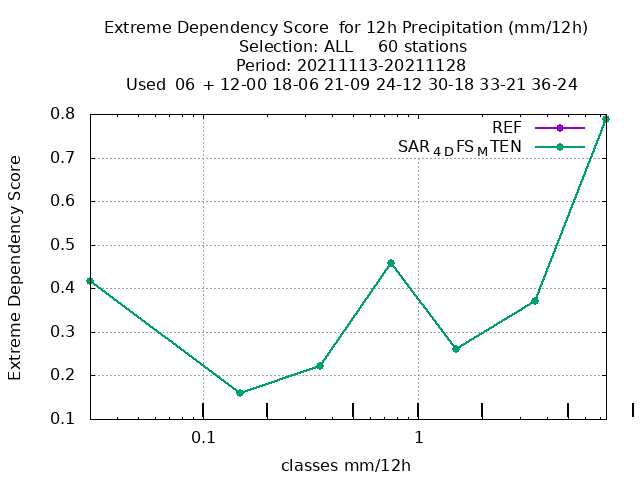 Extreme Dependency Score  for 12h Precipitation (mm/12h)
Selection: ALL     60 stations
Period: 20211113-20211128
Used  06 + 12-00 18-06 21-09 24-12 30-18 33-21 36-24
REF
SAR4DFSMTEN
Extreme Dependency Score
0.8
0.7
0.6
0.5
0.4
0.3
0.2
0.1
0.1 1
classes mm/12h